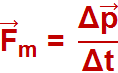 F⃗m = Δp⃗ / Δt